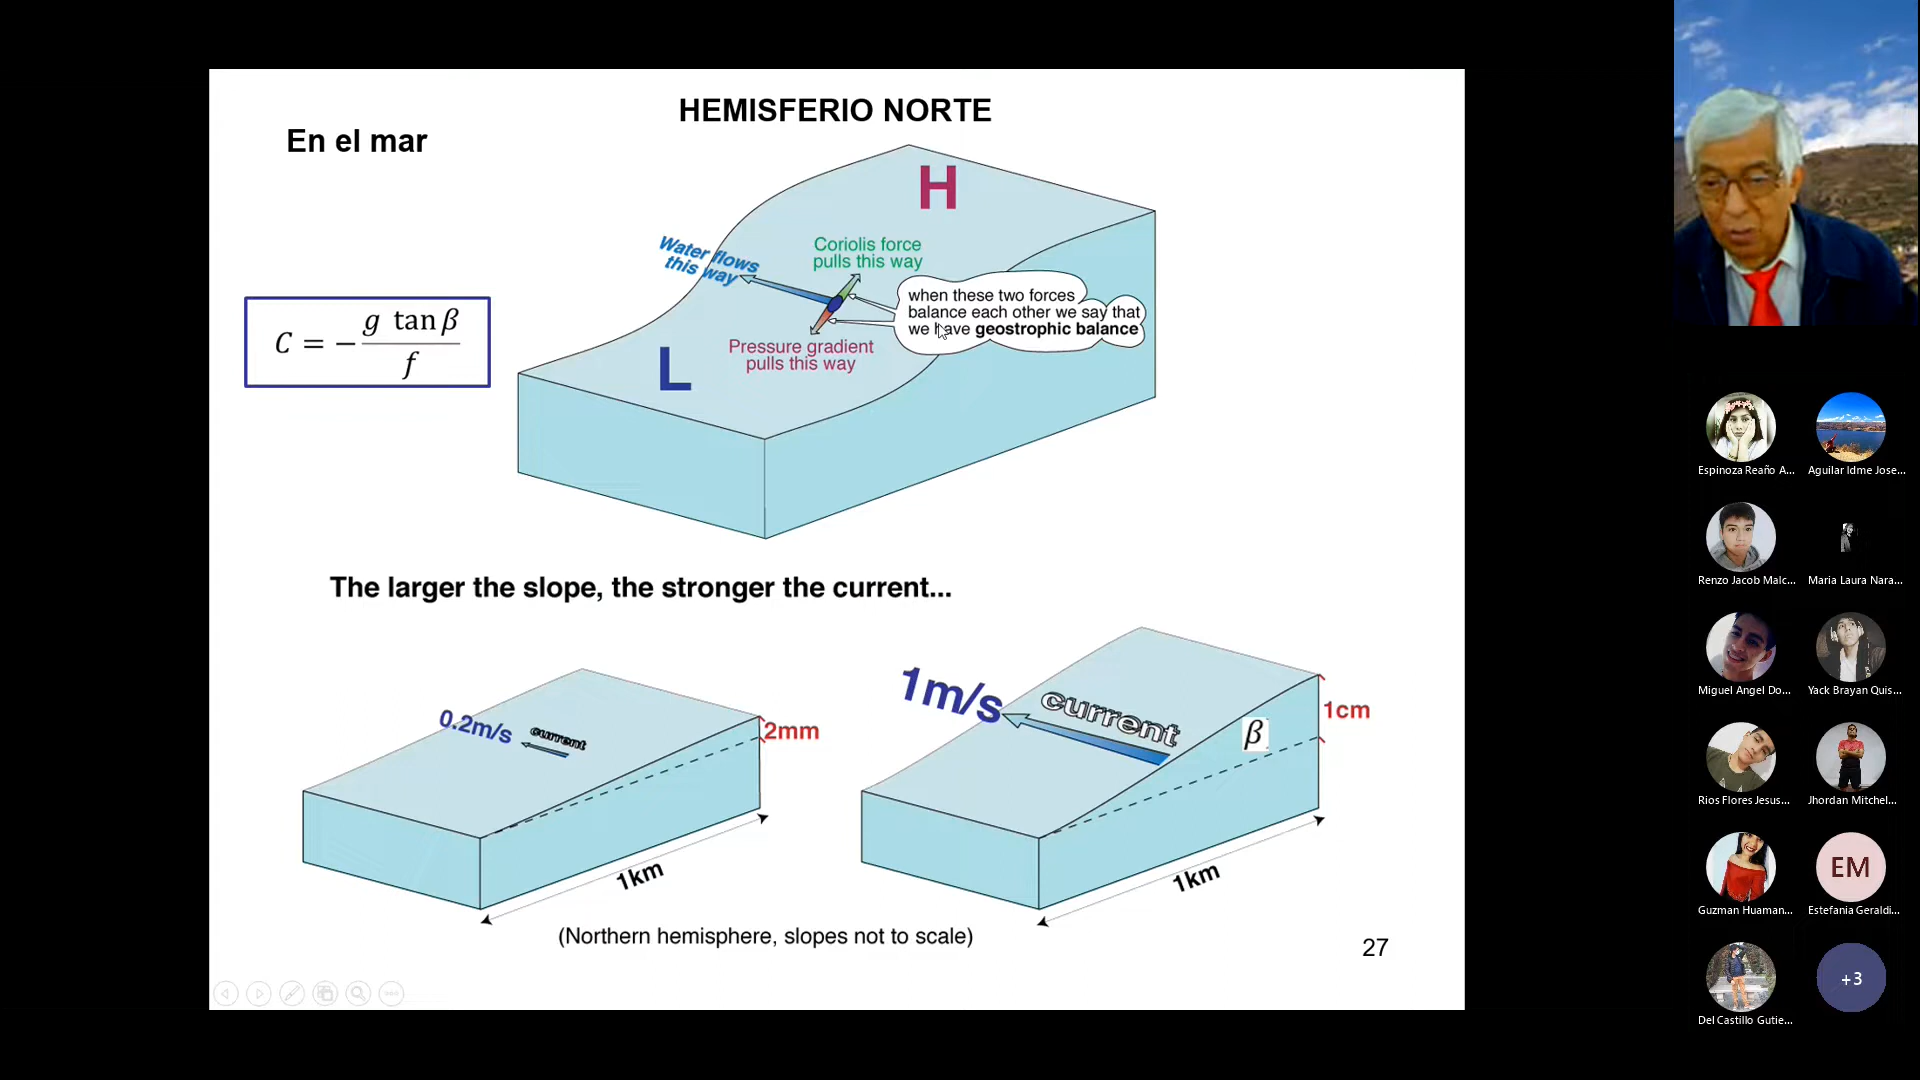 HEMISFERIO NORTE
En el mar
H
Water flows
this way
Coriolis force
pulls this way
when these two forces
balance each other we say that
we have geostrophic balance
C = − g tan β / f
Pressure gradient
pulls this way
L
The larger the slope, the stronger the current...
0.2m/s
current
2mm
1km
1m/s
current
β
1cm
1km
(Northern hemisphere, slopes not to scale)
27
Espinoza Reaño A...
Aguilar Idme Jose...
Renzo Jacob Malc...
Maria Laura Nara...
Miguel Angel Do...
Yack Brayan Quis...
Rios Flores Jesus...
Jhordan Mitchel...
Guzman Huaman...
EM
Estefania Geraldi...
Del Castillo Gutie...
+3